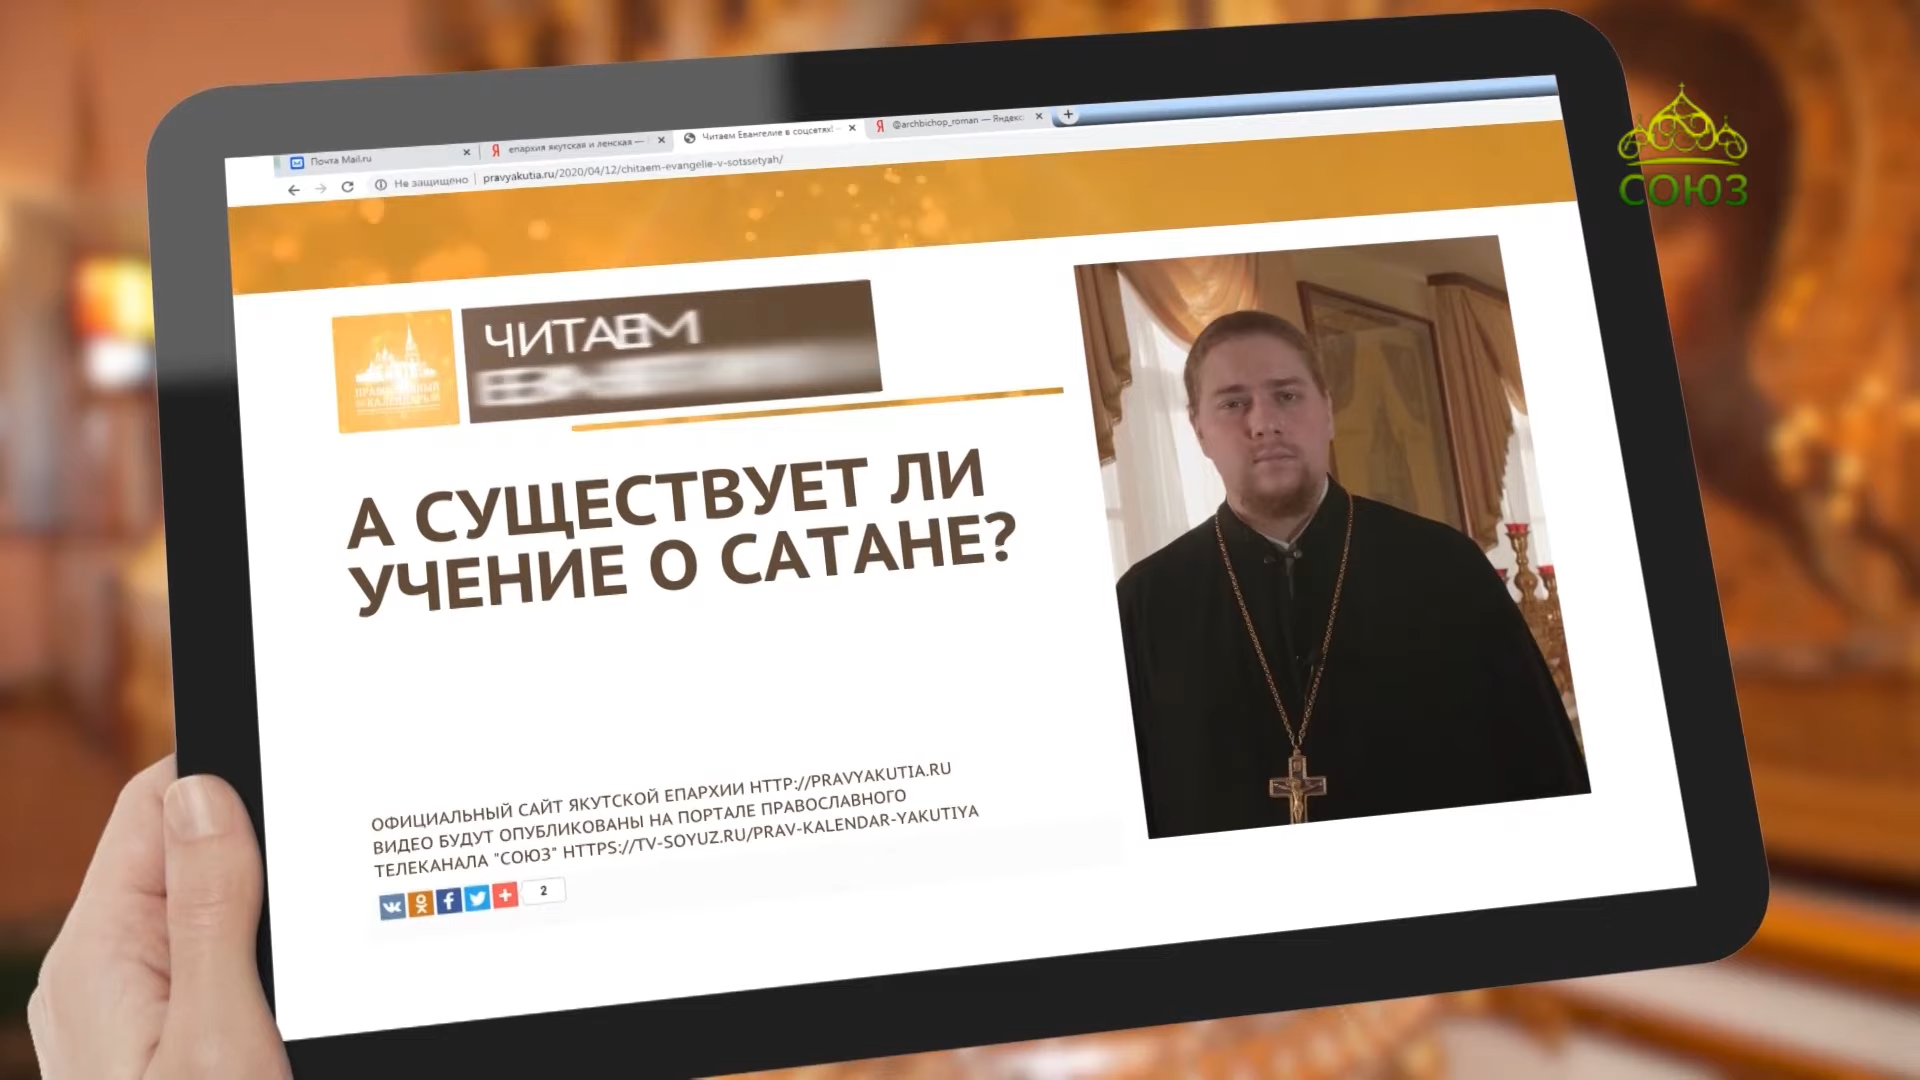 Почта Mail.ru
епархия якутская и ленская —
Читаем Евангелие в соцсетях! -
@archbichop_roman — Яндекс
Не защищено
pravyakutia.ru/2020/04/12/chitaem-evangelie-v-sotssetyah/
СОЮЗ
ПРАВОСЛАВНЫЙ
КАЛЕНДАРЬ
ЧИТАЕМ
А СУЩЕСТВУЕТ ЛИ
УЧЕНИЕ О САТАНЕ?
ОФИЦИАЛЬНЫЙ САЙТ ЯКУТСКОЙ ЕПАРХИИ HTTP://PRAVYAKUTIA.RU
ВИДЕО БУДУТ ОПУБЛИКОВАНЫ НА ПОРТАЛЕ ПРАВОСЛАВНОГО
ТЕЛЕКАНАЛА "СОЮЗ" HTTPS://TV-SOYUZ.RU/PRAV-KALENDAR-YAKUTIYA
2